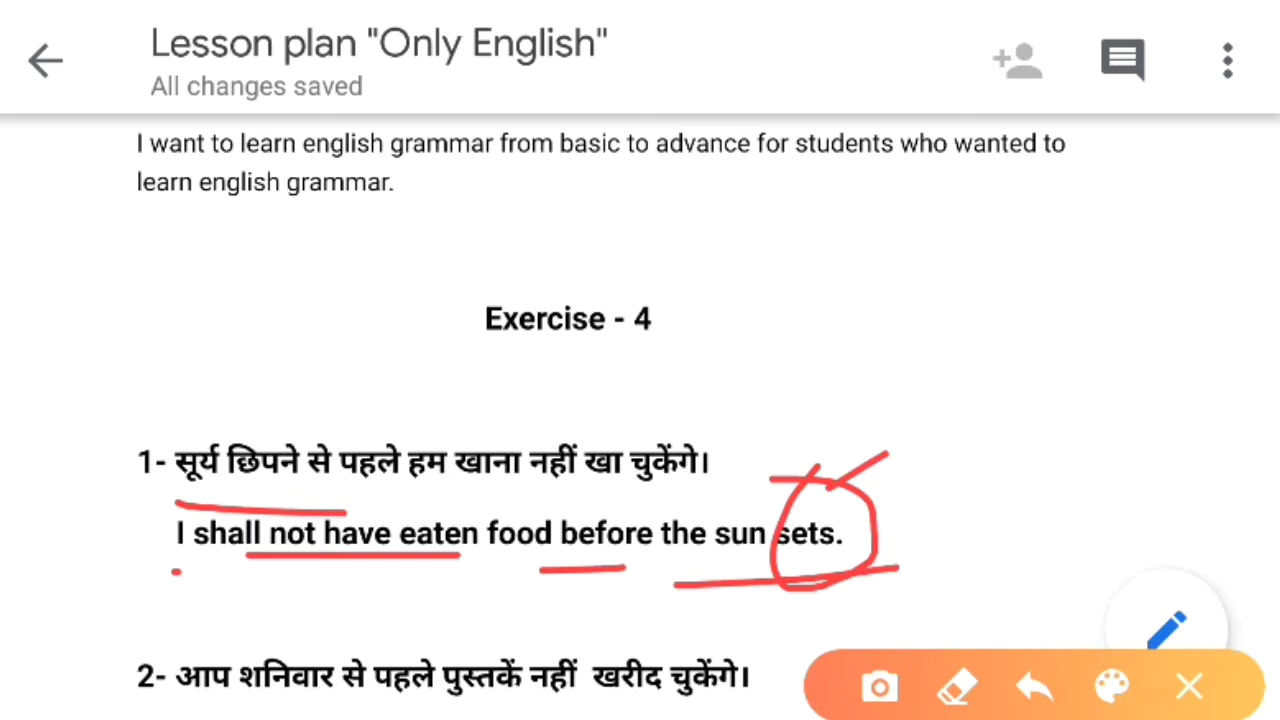 Lesson plan "Only English"
All changes saved
I want to learn english grammar from basic to advance for students who wanted to
learn english grammar.
Exercise - 4
1- सूर्य छिपने से पहले हम खाना नहीं खा चुकेंगे।
I shall not have eaten food before the sun sets.
2- आप शनिवार से पहले पुस्तकें नहीं खरीद चुकेंगे।